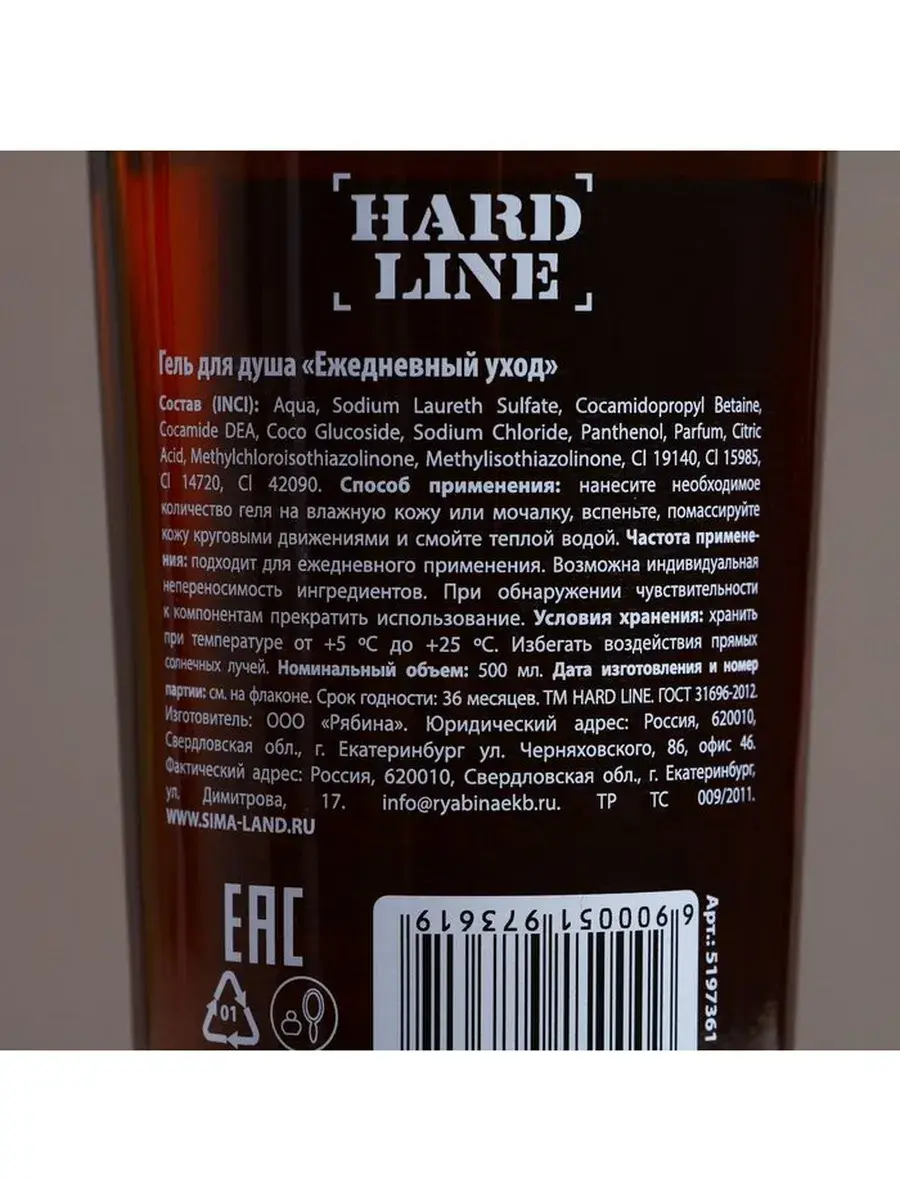 HARD
LINE
Гель для душа «Ежедневный уход»
Состав (INCI): Aqua, Sodium Laureth Sulfate, Cocamidopropyl Betaine,
Cocamide DEA, Coco Glucoside, Sodium Chloride, Panthenol, Parfum, Citric
Acid, Methylchloroisothiazolinone, Methylisothiazolinone, CI 19140, CI 15985,
CI 14720, CI 42090. Способ применения: нанесите необходимое
количество геля на влажную кожу или мочалку, вспеньте, помассируйте
кожу круговыми движениями и смойте теплой водой. Частота примене-
ния: подходит для ежедневного применения. Возможна индивидуальная
непереносимость ингредиентов. При обнаружении чувствительности
к компонентам прекратить использование. Условия хранения: хранить
при температуре от +5 ºC до +25 ºC. Избегать воздействия прямых
солнечных лучей. Номинальный объем: 500 мл. Дата изготовления и номер
партии: см. на флаконе. Срок годности: 36 месяцев. ТМ HARD LINE. ГОСТ 31696-2012.
Изготовитель: ООО «Рябина». Юридический адрес: Россия, 620010,
Свердловская обл., г. Екатеринбург ул. Черняховского, 86, офис 46.
Фактический адрес: Россия, 620010, Свердловская обл., г. Екатеринбург,
ул. Димитрова, 17. info@ryabinaekb.ru. ТР ТС 009/2011.
WWW.SIMA-LAND.RU
EAC
01
6 900051 973619
Арт.: 5197361